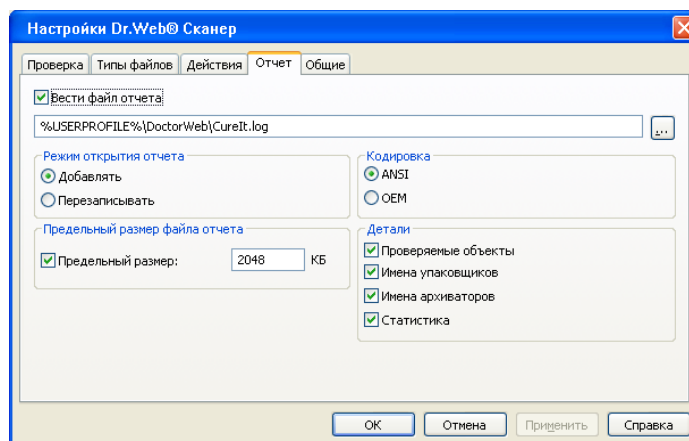 Настройки Dr.Web® Сканер
Проверка Типы файлов Действия Отчет Общие
Вести файл отчета
%USERPROFILE%\DoctorWeb\CureIt.log
...
Режим открытия отчета
Добавлять
Перезаписывать
Кодировка
ANSI
OEM
Предельный размер файла отчета
Предельный размер: 2048 КБ
Детали
Проверяемые объекты
Имена упаковщиков
Имена архиваторов
Статистика
OK Отмена Применить Справка